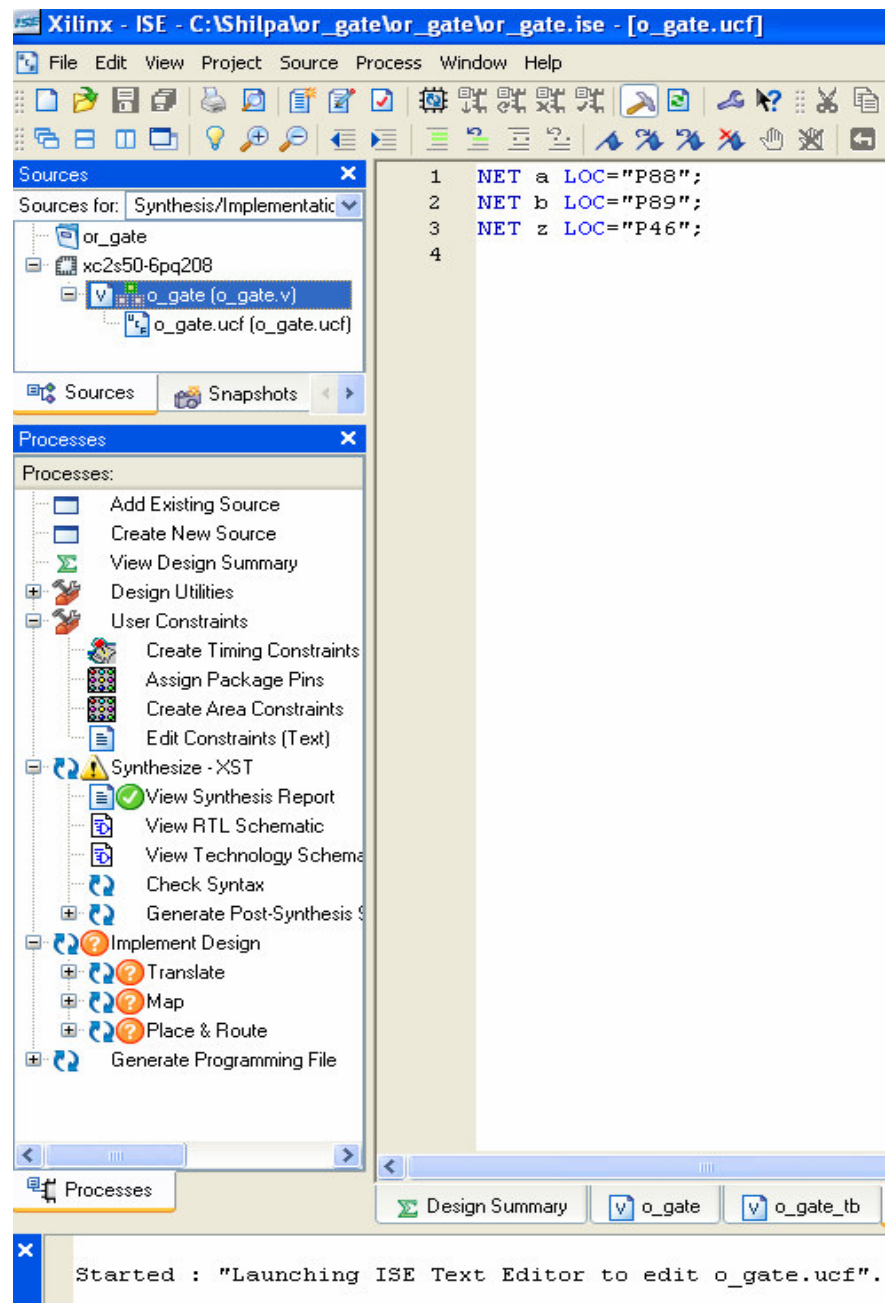 Xilinx - ISE - C:\Shilpa\or_gate\or_gate\or_gate.ise - [o_gate.ucf]
File Edit View Project Source Process Window Help
Sources
Sources for: Synthesis/Implementatic
or_gate
xc2s50-6pq208
o_gate (o_gate.v)
o_gate.ucf (o_gate.ucf)
Sources Snapshots
Processes
Processes:
Add Existing Source
Create New Source
View Design Summary
Design Utilities
User Constraints
Create Timing Constraints
Assign Package Pins
Create Area Constraints
Edit Constraints (Text)
Synthesize - XST
View Synthesis Report
View RTL Schematic
View Technology Schema
Check Syntax
Generate Post-Synthesis S
Implement Design
Translate
Map
Place & Route
Generate Programming File
Processes
1 NET a LOC="P88";
2 NET b LOC="P89";
3 NET z LOC="P46";
4
Design Summary o_gate o_gate_tb
Started : "Launching ISE Text Editor to edit o_gate.ucf".